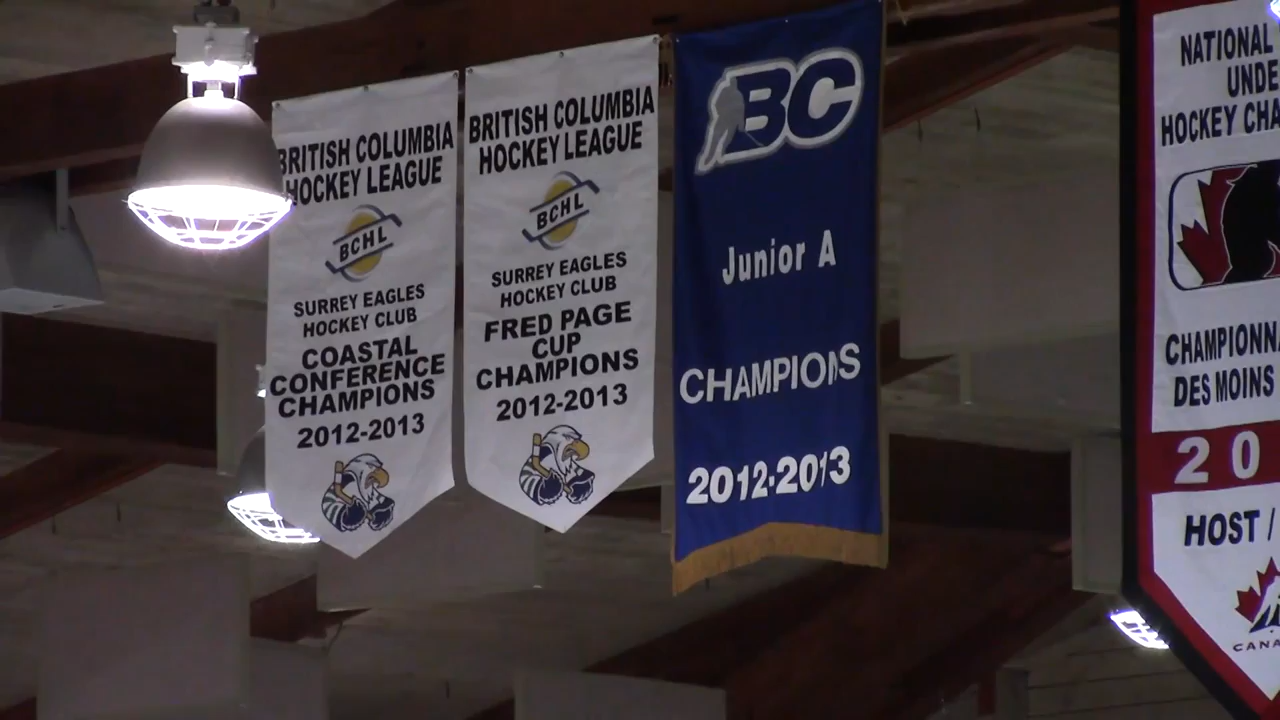 BRITISH COLUMBIA
HOCKEY LEAGUE
BCHL
SURREY EAGLES
HOCKEY CLUB
COASTAL
CONFERENCE
CHAMPIONS
2012-2013
BRITISH COLUMBIA
HOCKEY LEAGUE
BCHL
SURREY EAGLES
HOCKEY CLUB
FRED PAGE
CUP
CHAMPIONS
2012-2013
BC
Junior A
CHAMPIONS
2012-2013
NATIONAL
UNDE
HOCKEY CHA
CHAMPIONNA
DES MOINS
20
HOST /
CANA